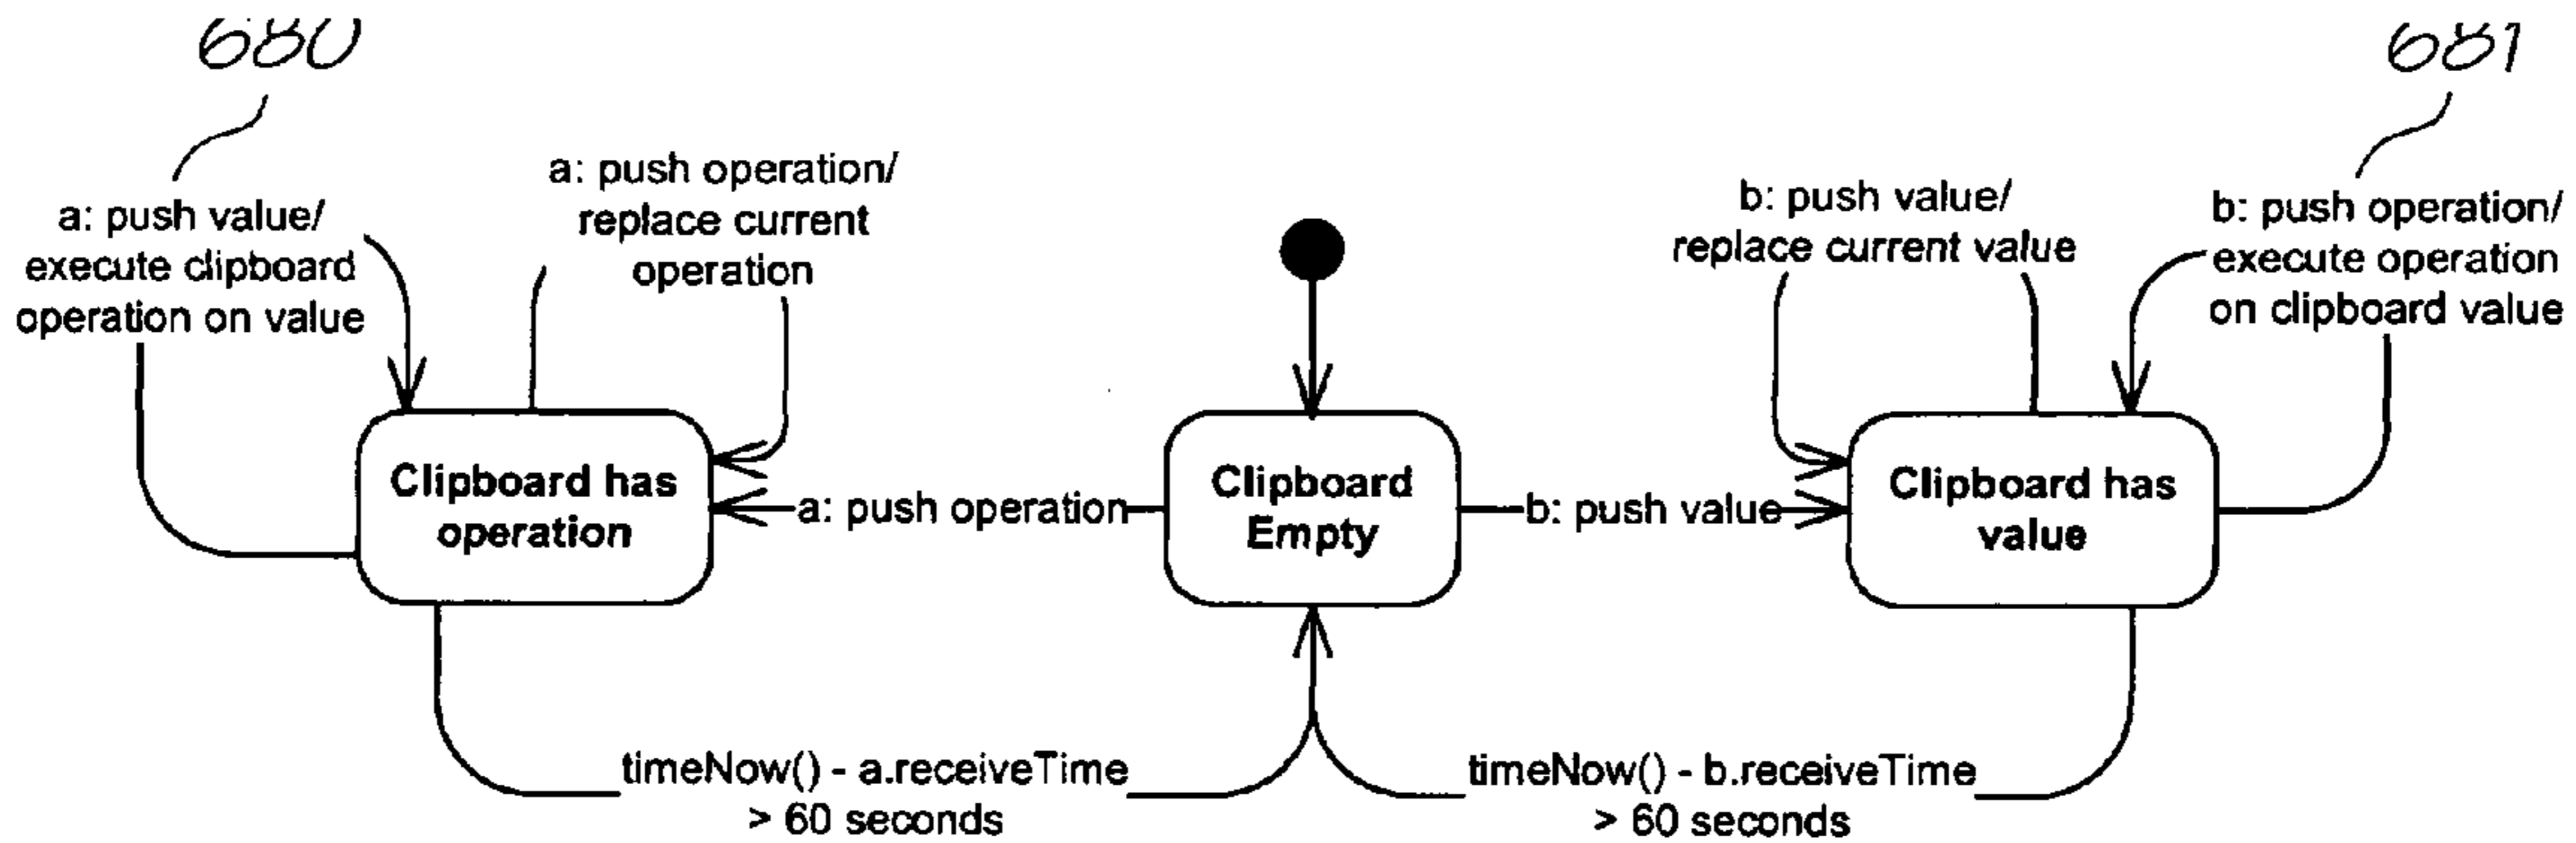 680
681
a: push value/
execute clipboard
operation on value
a: push operation/
replace current
operation
b: push value/
replace current value
b: push operation/
execute operation
on clipboard value
Clipboard has
operation
a: push operation
Clipboard
Empty
b: push value
Clipboard has
value
timeNow() - a.receiveTime
> 60 seconds
timeNow() - b.receiveTime
> 60 seconds